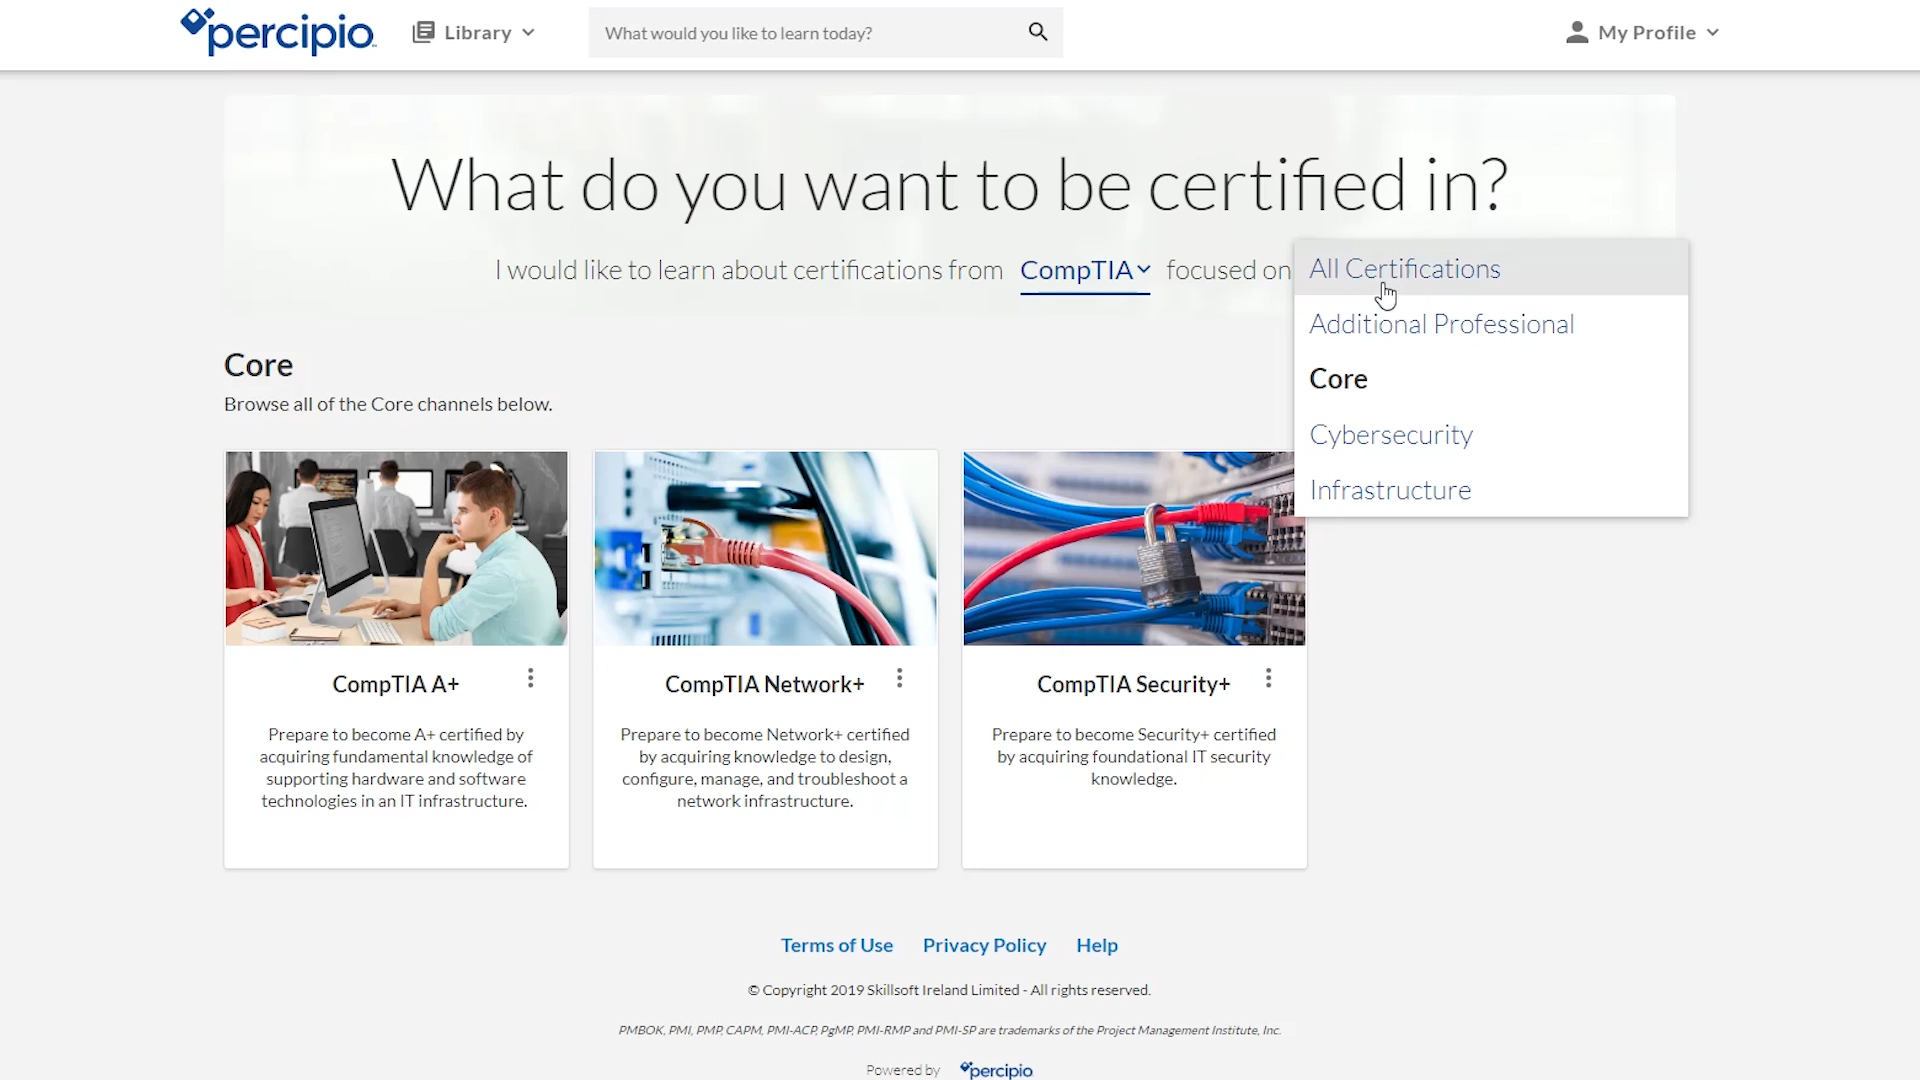 percipio
Library
What would you like to learn today?
My Profile
What do you want to be certified in?
I would like to learn about certifications from CompTIA focused on
All Certifications
Additional Professional
Core
Cybersecurity
Infrastructure
Core
Browse all of the Core channels below.
CompTIA A+
Prepare to become A+ certified by
acquiring fundamental knowledge of
supporting hardware and software
technologies in an IT infrastructure.
CompTIA Network+
Prepare to become Network+ certified
by acquiring knowledge to design,
configure, manage, and troubleshoot a
network infrastructure.
CompTIA Security+
Prepare to become Security+ certified
by acquiring foundational IT security
knowledge.
Terms of Use Privacy Policy Help
© Copyright 2019 Skillsoft Ireland Limited - All rights reserved.
PMBOK, PMI, PMP, CAPM, PMI-ACP, PgMP, PMI-RMP and PMI-SP are trademarks of the Project Management Institute, Inc.
Powered by percipio